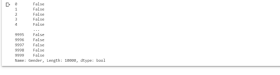 0 False
1 False
2 False
3 False
4 False
...
9995 False
9996 False
9997 False
9998 False
9999 False
Name: Gender, Length: 10000, dtype: bool